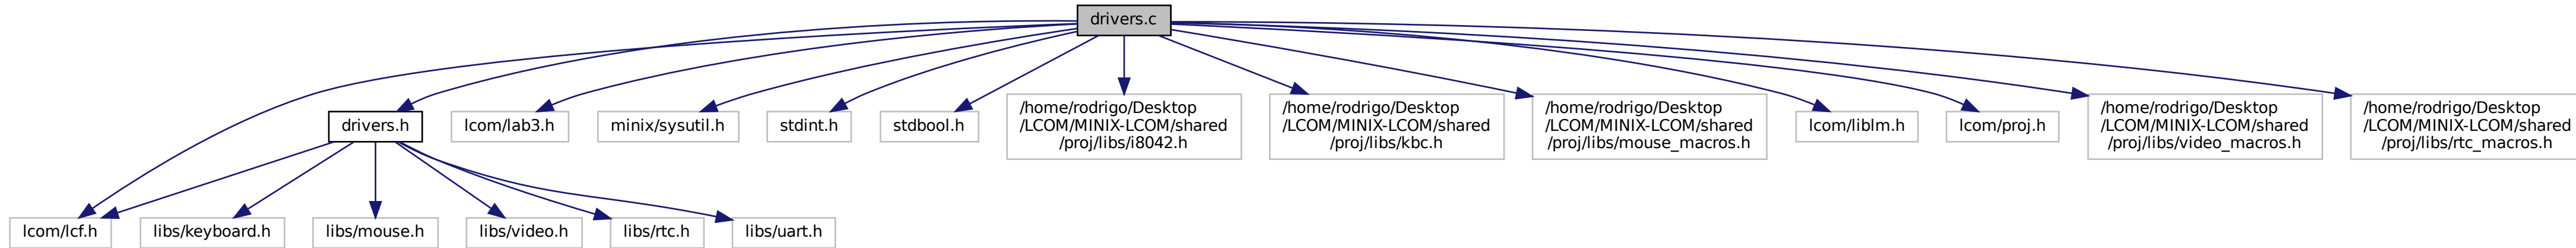 drivers.c
drivers.h
lcom/lab3.h
minix/sysutil.h
stdint.h
stdbool.h
/home/rodrigo/Desktop
/LCOM/MINIX-LCOM/shared
/proj/libs/i8042.h
/home/rodrigo/Desktop
/LCOM/MINIX-LCOM/shared
/proj/libs/kbc.h
/home/rodrigo/Desktop
/LCOM/MINIX-LCOM/shared
/proj/libs/mouse_macros.h
lcom/liblm.h
lcom/proj.h
/home/rodrigo/Desktop
/LCOM/MINIX-LCOM/shared
/proj/libs/video_macros.h
/home/rodrigo/Desktop
/LCOM/MINIX-LCOM/shared
/proj/libs/rtc_macros.h
lcom/lcf.h
libs/keyboard.h
libs/mouse.h
libs/video.h
libs/rtc.h
libs/uart.h